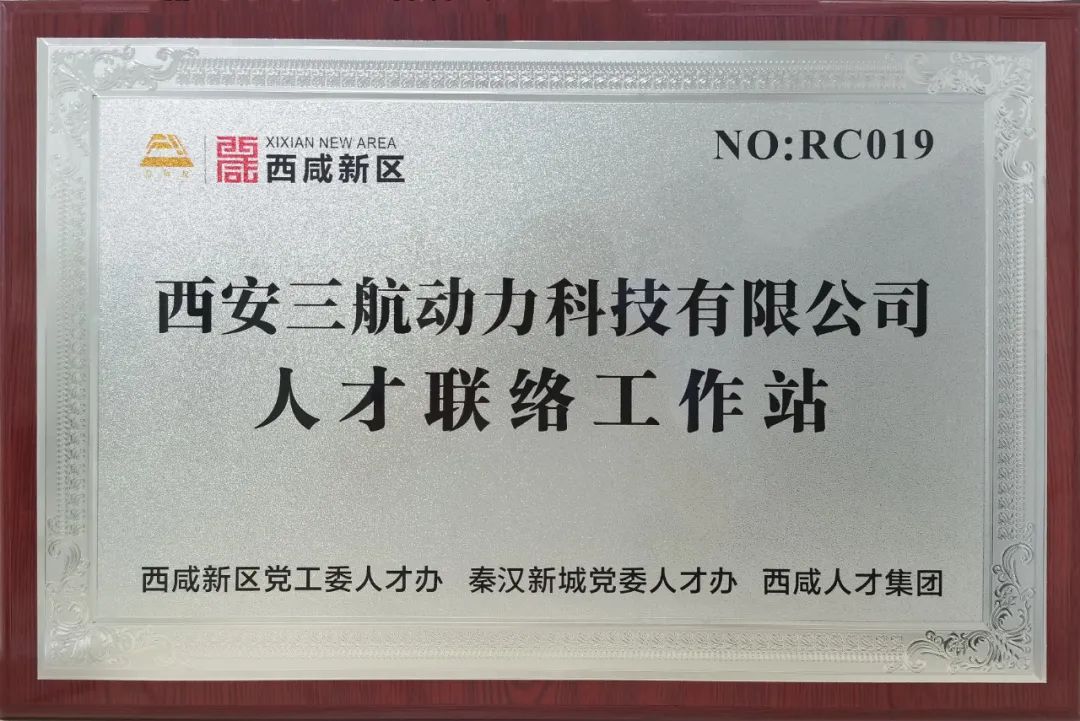 XIXIAN NEW AREA
西咸新区
NO:RC019
西安三航动力科技有限公司
人才联络工作站
西咸新区党工委人才办 秦汉新城党委人才办 西咸人才集团